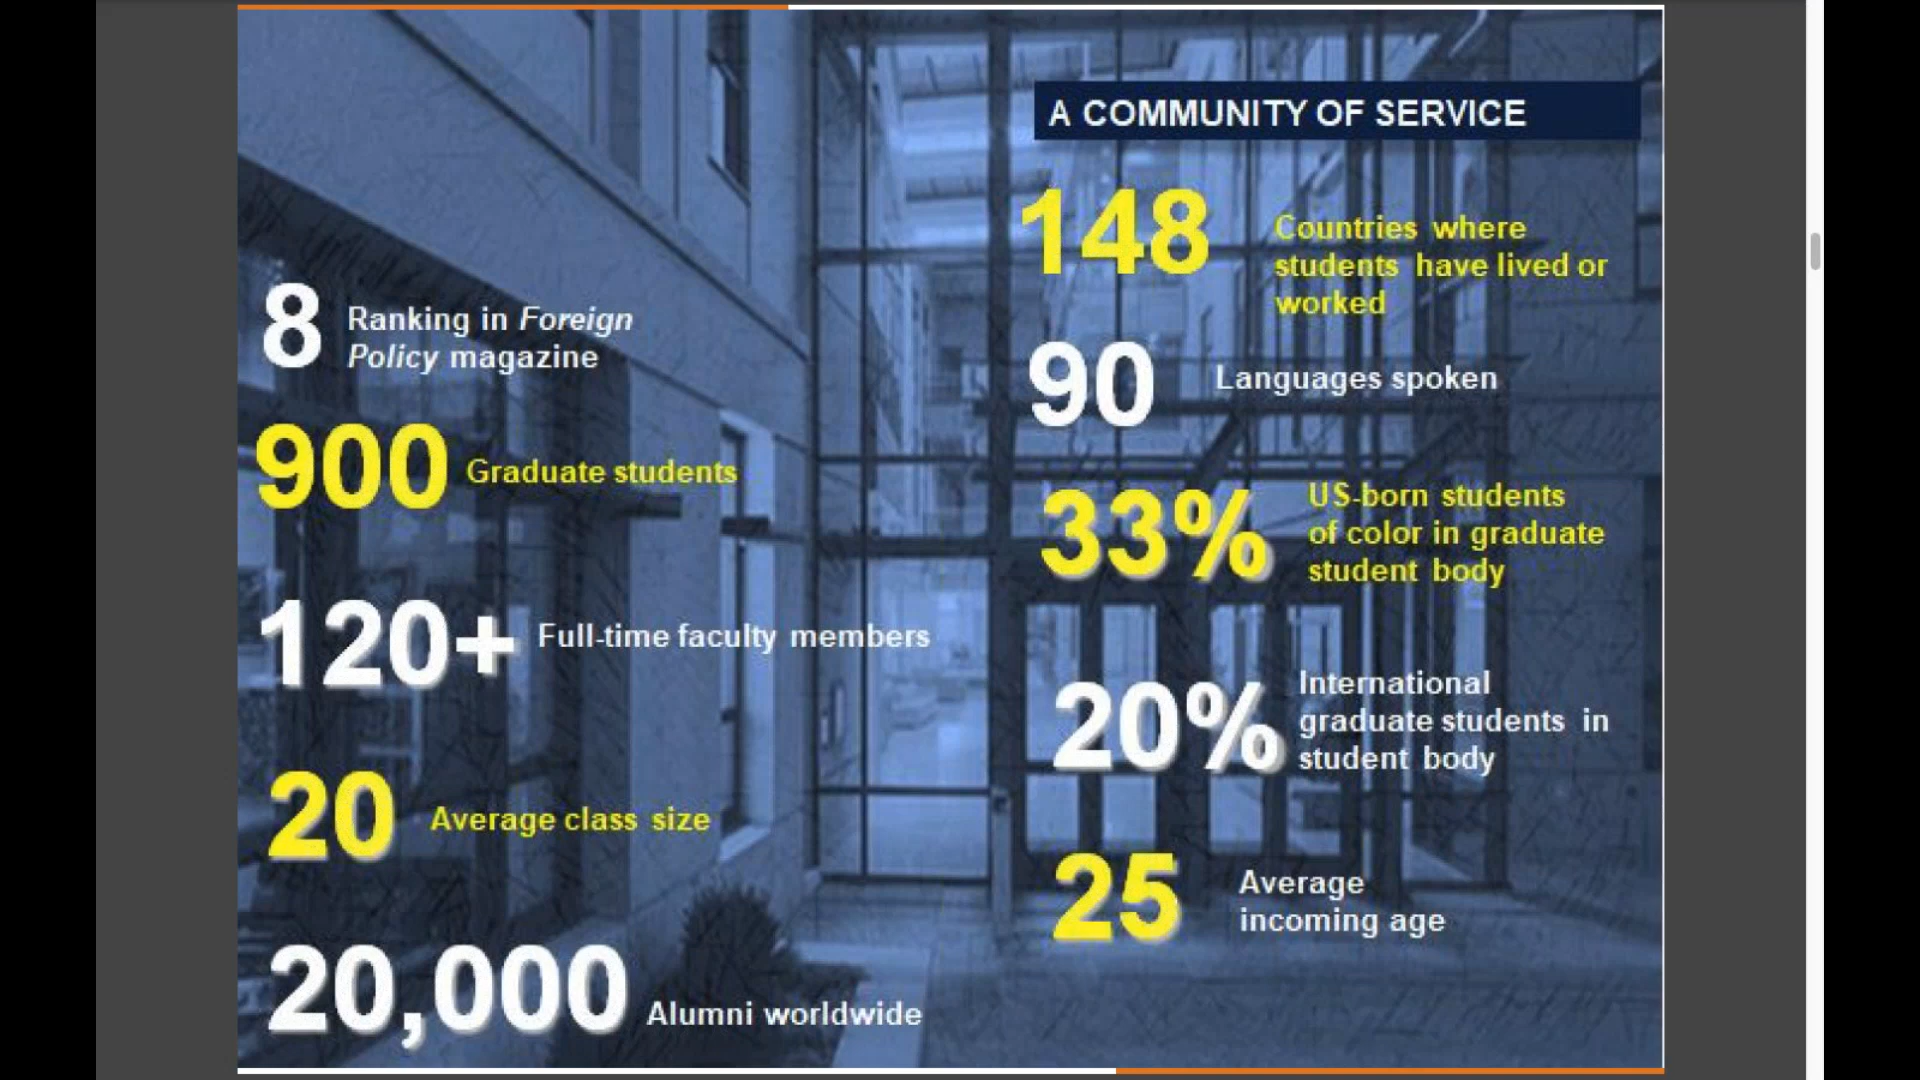 A COMMUNITY OF SERVICE
8
Ranking in Foreign
Policy magazine
900
Graduate students
120+
Full-time faculty members
20
Average class size
20,000
Alumni worldwide
148
Countries where
students have lived or
worked
90
Languages spoken
33%
US-born students
of color in graduate
student body
20%
International
graduate students in
student body
25
Average
incoming age